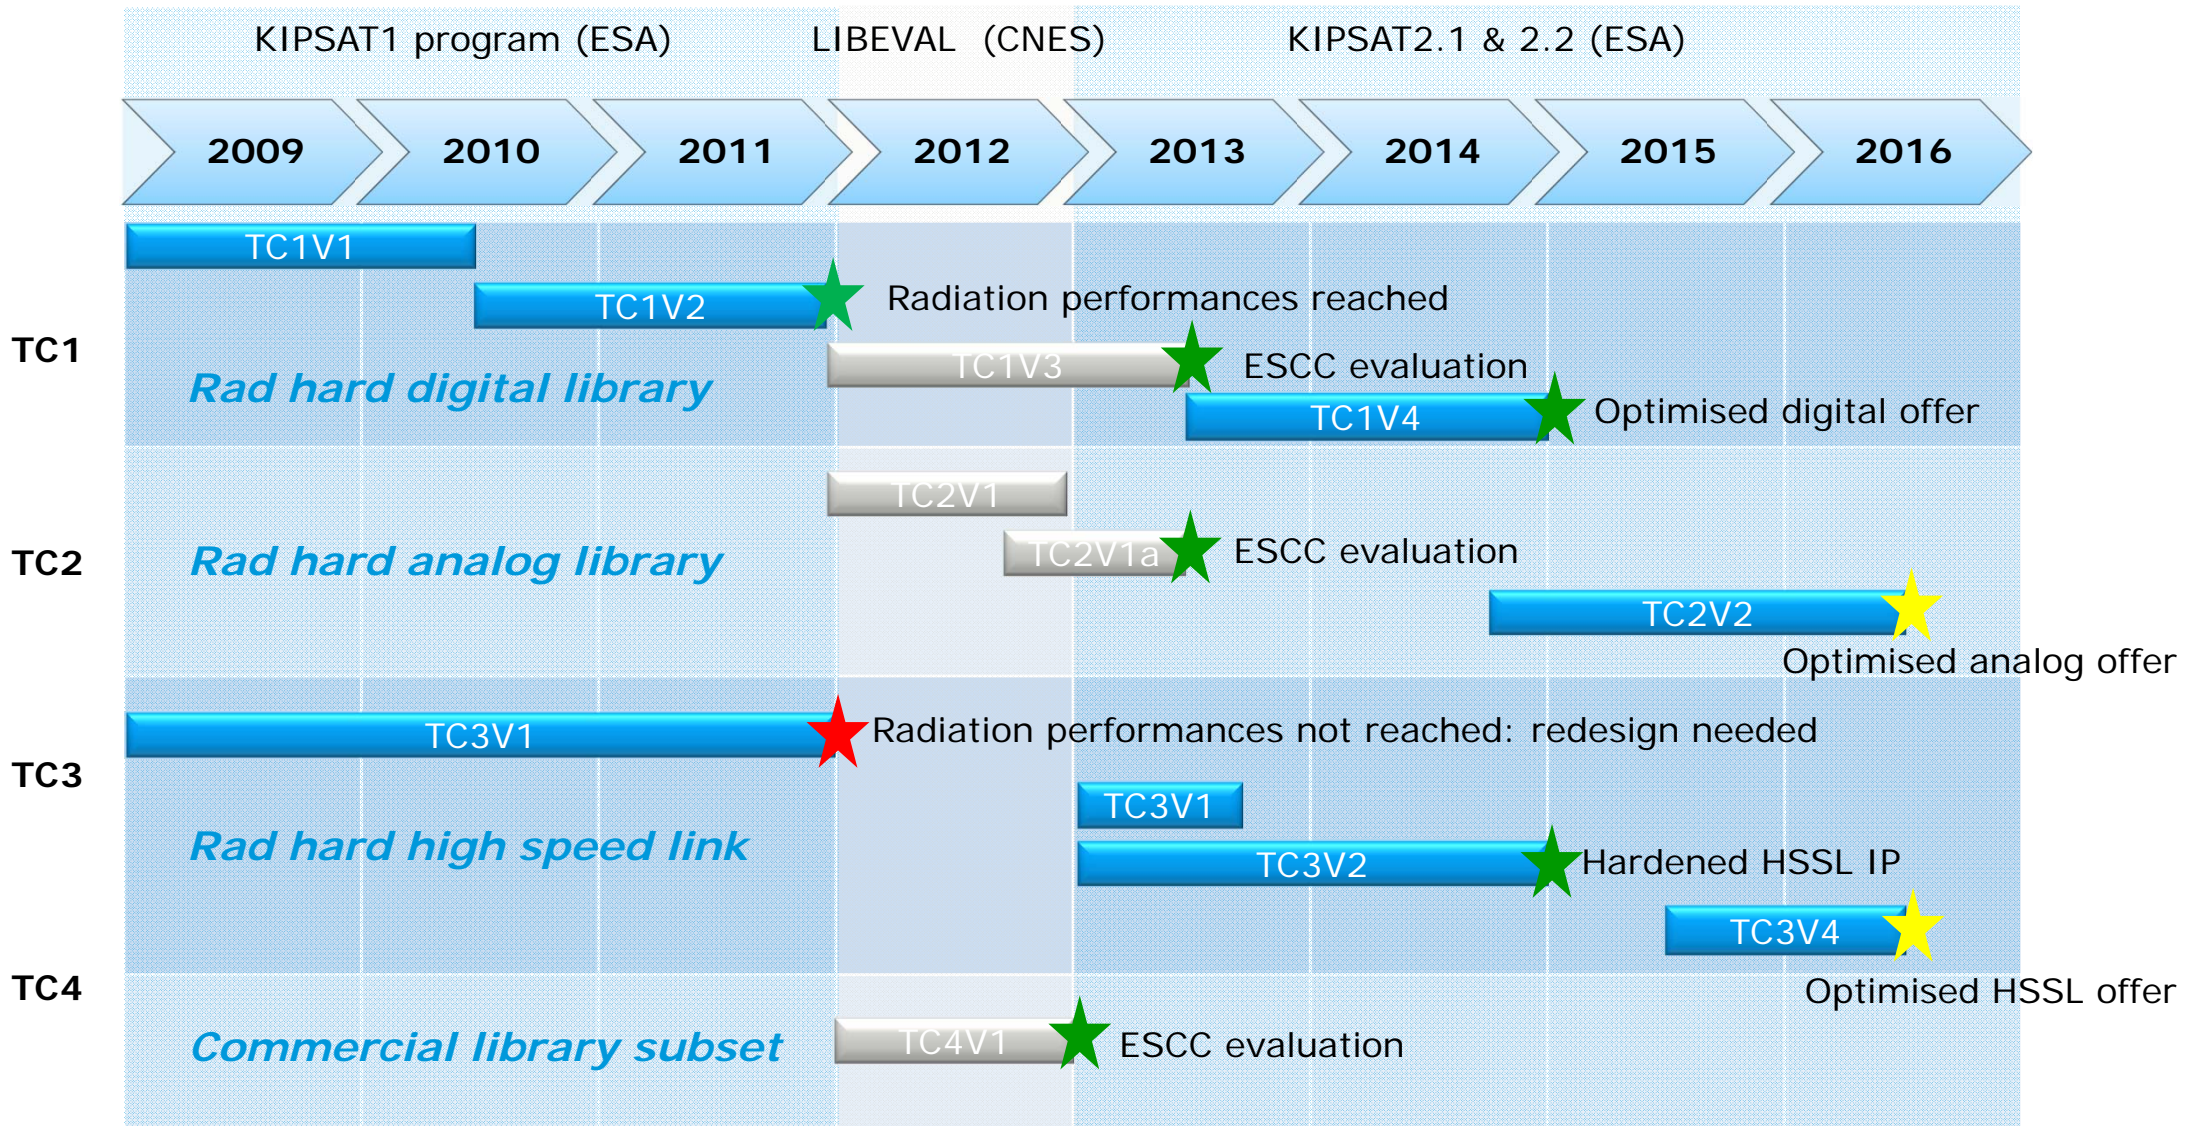 KIPSAT1 program (ESA)
LIBEVAL (CNES)
KIPSAT2.1 & 2.2 (ESA)
2009
2010
2011
2012
2013
2014
2015
2016
TC1
TC1V1
TC1V2
Radiation performances reached
TC1V3
ESCC evaluation
Rad hard digital library
TC1V4
Optimised digital offer
TC2
TC2V1
Rad hard analog library
TC2V1a
ESCC evaluation
TC2V2
Optimised analog offer
TC3
TC3V1
Radiation performances not reached: redesign needed
TC3V1
Rad hard high speed link
TC3V2
Hardened HSSL IP
TC3V4
Optimised HSSL offer
TC4
Commercial library subset
TC4V1
ESCC evaluation